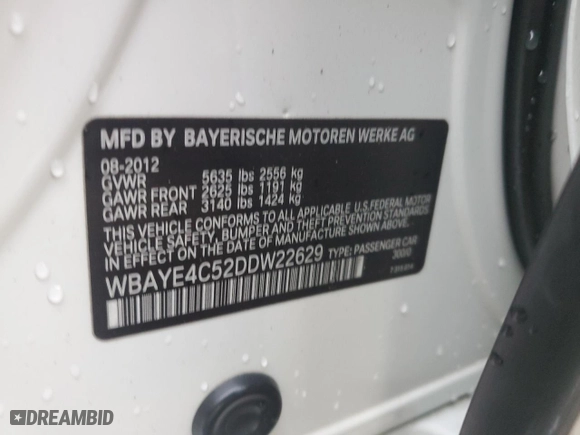 MFD BY BAYERISCHE MOTOREN WERKE AG
08-2012
GVWR 5635 lbs 2556 kg
GAWR FRONT 2625 lbs 1191 kg
GAWR REAR 3140 lbs 1424 kg
THIS VEHICLE CONFORMS TO ALL APPLICABLE U.S.FEDERAL MOTOR
VEHICLE SAFETY, BUMPER AND THEFT PREVENTION STANDARDS
IN EFFECT ON THE DATE OF MANUFACTURE SHOWN ABOVE.
WBAYE4C52DDW22629 TYPE: PASSENGER CAR
300/0
DREAMBID